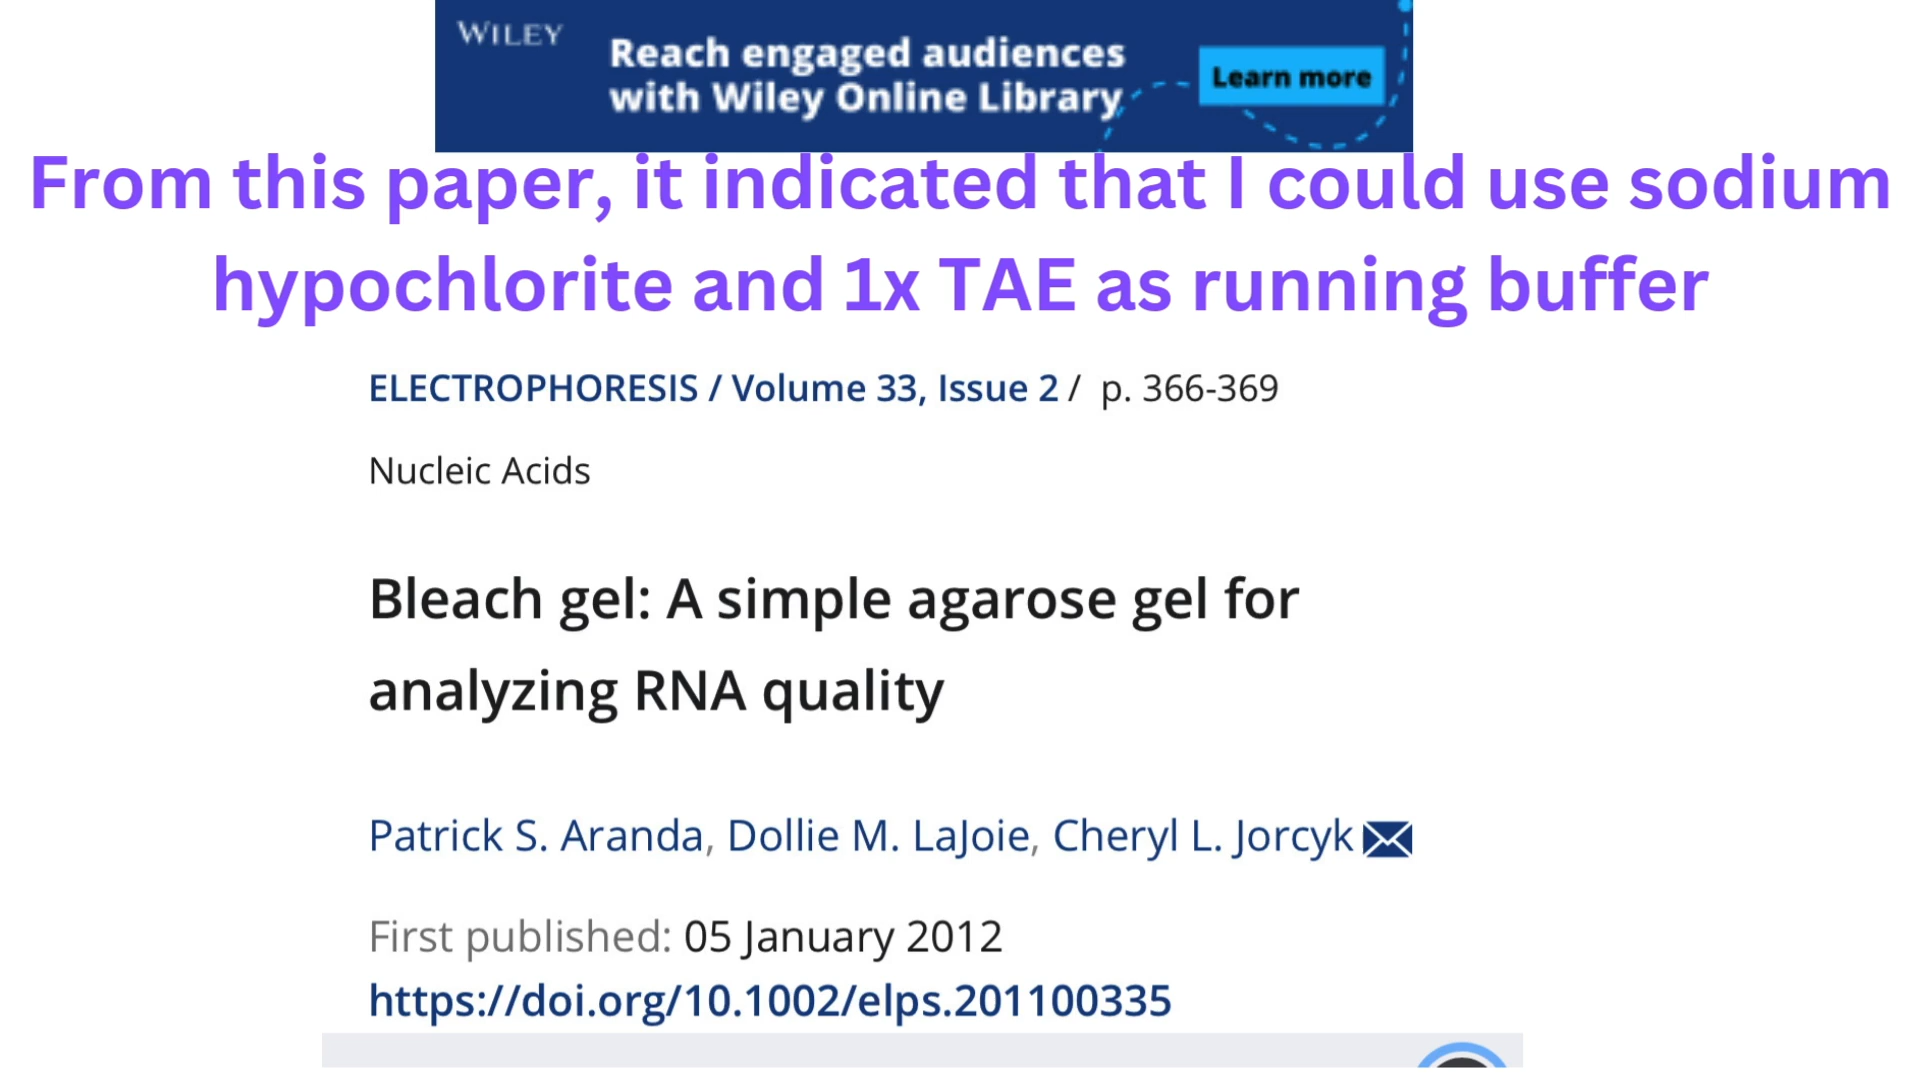 WILEY
Reach engaged audiences
with Wiley Online Library
Learn more
From this paper, it indicated that I could use sodium
hypochlorite and 1x TAE as running buffer
ELECTROPHORESIS / Volume 33, Issue 2 / p. 366-369
Nucleic Acids
Bleach gel: A simple agarose gel for
analyzing RNA quality
Patrick S. Aranda, Dollie M. LaJoie, Cheryl L. Jorcyk
First published: 05 January 2012
https://doi.org/10.1002/elps.201100335